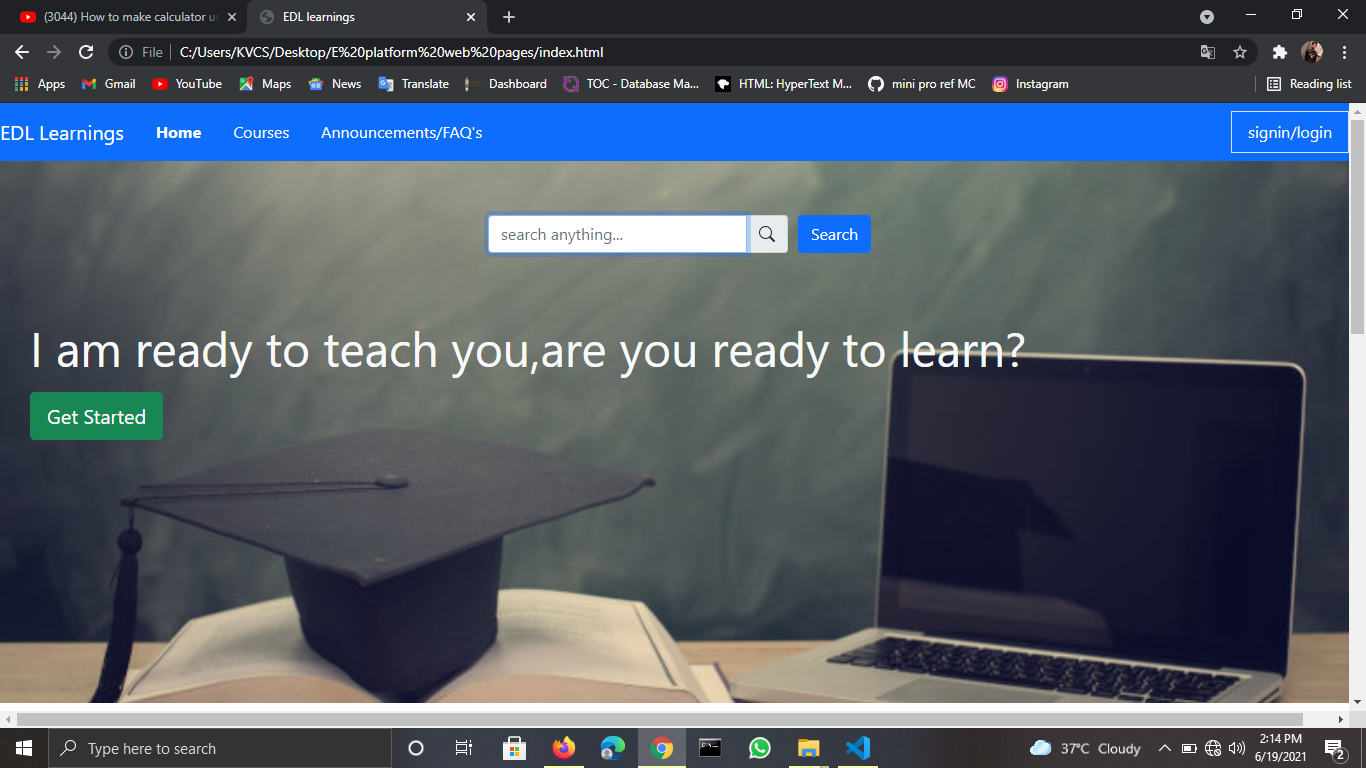 (3044) How to make calculator us
EDL learnings
File
C:/Users/KVCS/Desktop/E%20platform%20web%20pages/index.html
Apps
Gmail
YouTube
Maps
News
Translate
Dashboard
TOC - Database Ma...
HTML: HyperText M...
mini pro ref MC
Instagram
Reading list
EDL Learnings
Home
Courses
Announcements/FAQ's
signin/login
search anything...
Search
I am ready to teach you,are you ready to learn?
Get Started
Type here to search
37°C Cloudy
2:14 PM
6/19/2021
2